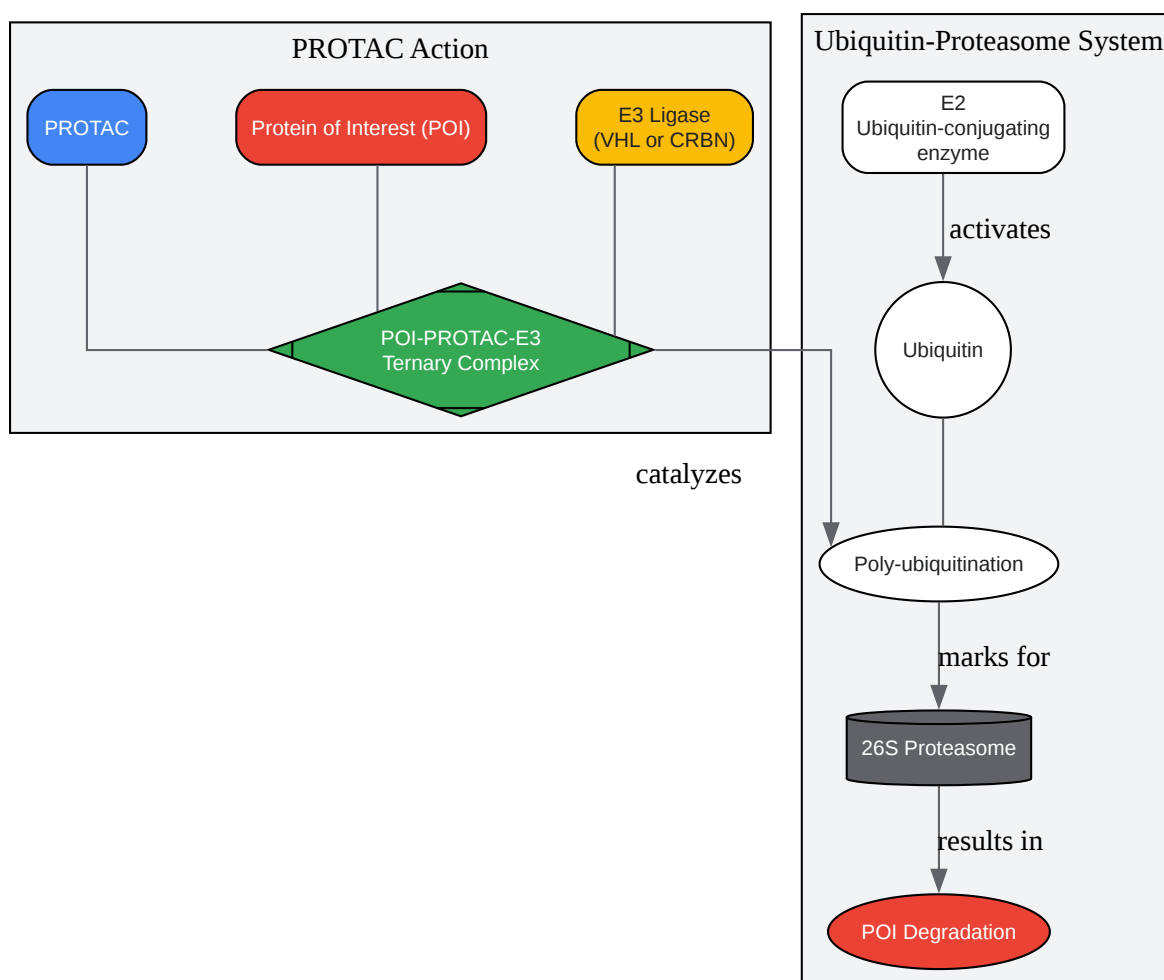 PROTAC Action
PROTAC
Protein of Interest (POI)
E3 Ligase
(VHL or CRBN)
POI-PROTAC-E3
Ternary Complex
catalyzes
Ubiquitin-Proteasome System
E2
Ubiquitin-conjugating
enzyme
activates
Ubiquitin
Poly-ubiquitination
marks for
26S Proteasome
results in
POI Degradation